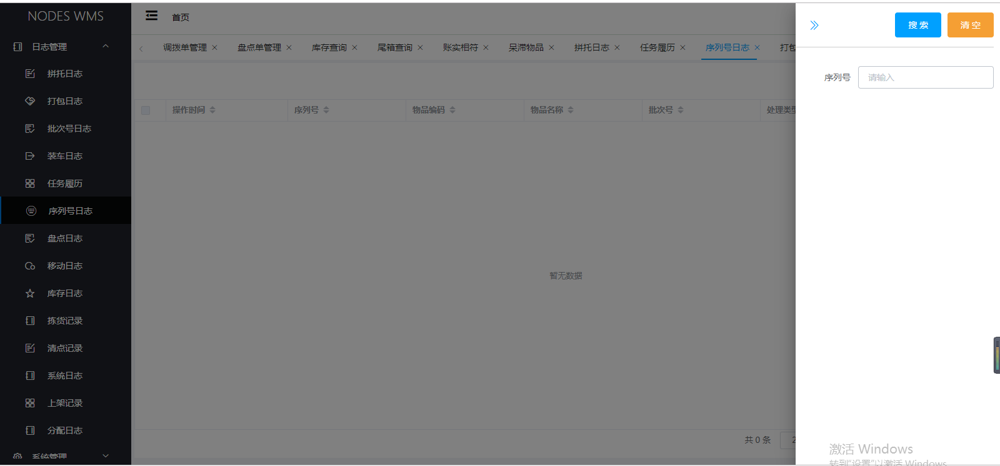 NODES WMS
首页
搜 索
清 空
日志管理
调拨单管理
盘点单管理
库存查询
尾箱查询
账实相符
呆滞物品
拼托日志
任务履历
序列号日志
打包
拼托日志
打包日志
批次号日志
装车日志
任务履历
序列号日志
盘点日志
移动日志
库存日志
拣货记录
清点记录
系统日志
上架记录
分配日志
系统管理
序列号
请输入
操作时间
序列号
物品编码
物品名称
批次号
处理类型
暂无数据
共 0 条
2
激活 Windows
转到"设置"以激活 Windows